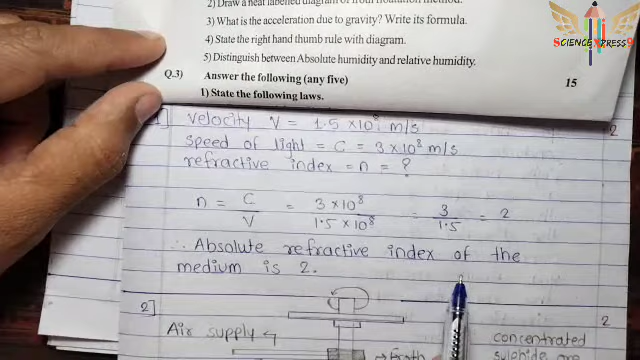 2) Draw a neat labelled diagram of froth floatation method.
3) What is the acceleration due to gravity? Write its formula.
4) State the right hand thumb rule with diagram.
5) Distinguish between Absolute humidity and relative humidity.
Q.3) Answer the following (any five) 15
1) State the following laws.
SCIENCE XPRESS 9
1] velocity V = 1.5 ×10⁸ m/s 2
speed of light = C = 3 ×10⁸ m/s
refractive index = n = ?
n = C/V = 3 ×10⁸/1.5 ×10⁸ = 3/1.5 = 2
∴ Absolute refractive index of the
medium is 2.
2] 2
Air supply concentrated
→ Froth sulphide are